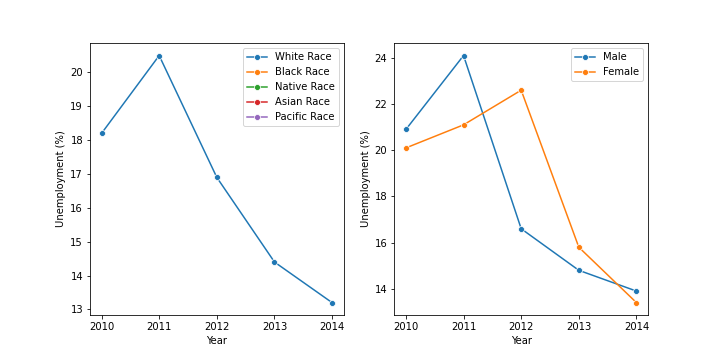 White Race
Black Race
Native Race
Asian Race
Pacific Race
20
19
18
17
16
15
14
13
Unemployment (%)
2010 2011 2012 2013 2014
Year
Male
Female
24
22
20
18
16
14
Unemployment (%)
2010 2011 2012 2013 2014
Year